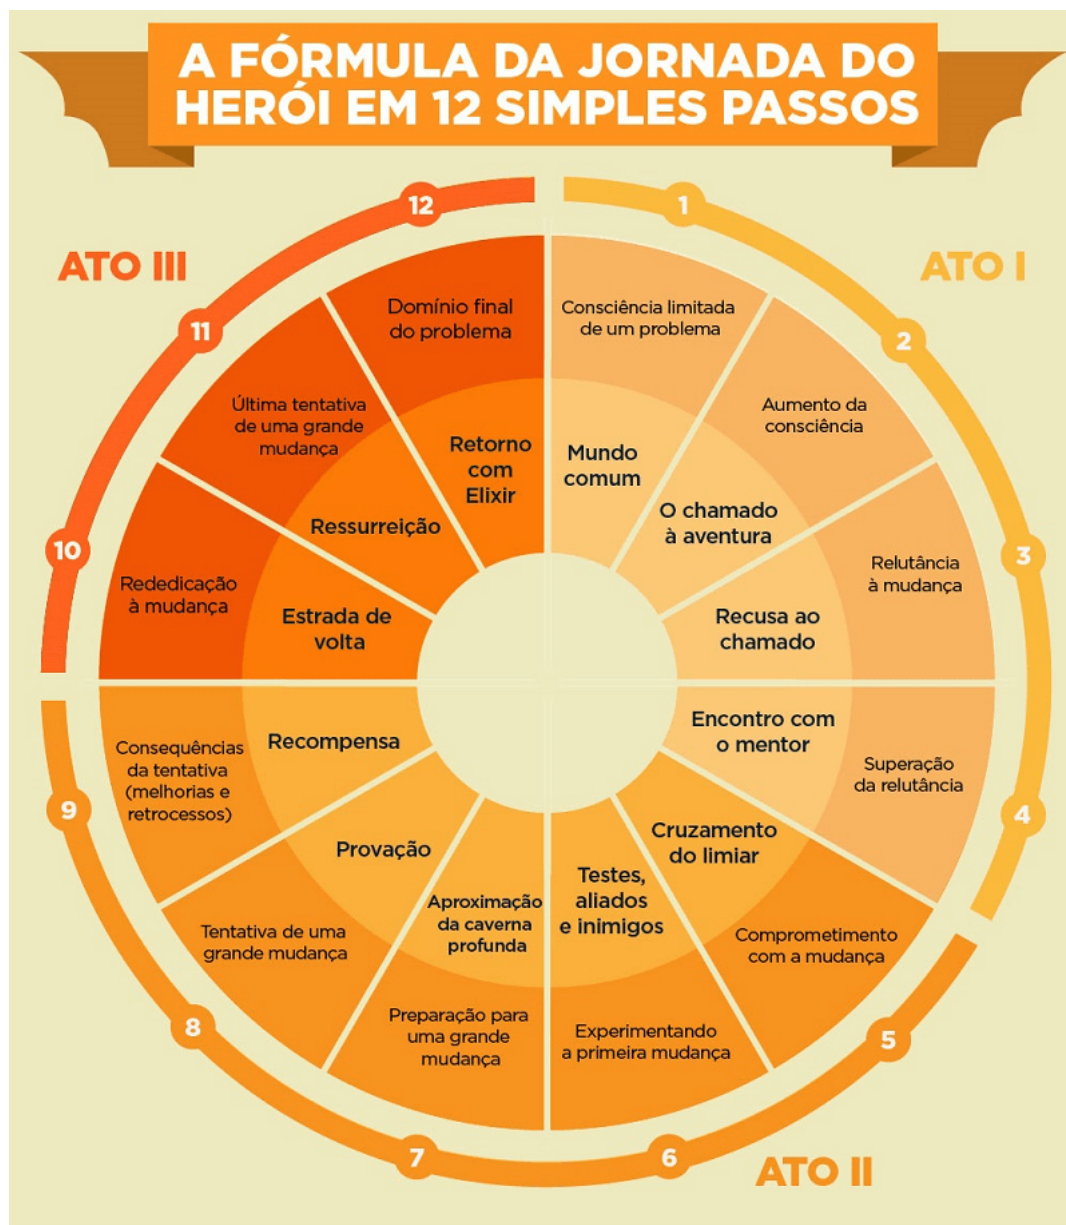 A FÓRMULA DA JORNADA DO
HERÓI EM 12 SIMPLES PASSOS
ATO I
1
Consciência limitada
de um problema
Mundo
comum
2
Aumento da
consciência
O chamado
à aventura
3
Relutância
à mudança
Recusa ao
chamado
4
Superação
da relutância
Encontro com
o mentor
ATO II
5
Comprometimento
com a mudança
Cruzamento
do limiar
6
Experimentando
a primeira mudança
Testes,
aliados
e inimigos
7
Preparação para
uma grande
mudança
Aproximação
da caverna
profunda
8
Tentativa de uma
grande mudança
Provação
9
Consequências
da tentativa
(melhorias e
retrocessos)
Recompensa
ATO III
10
Rededicação
à mudança
Estrada de
volta
11
Última tentativa
de uma grande
mudança
Ressurreição
12
Domínio final
do problema
Retorno
com
Elixir